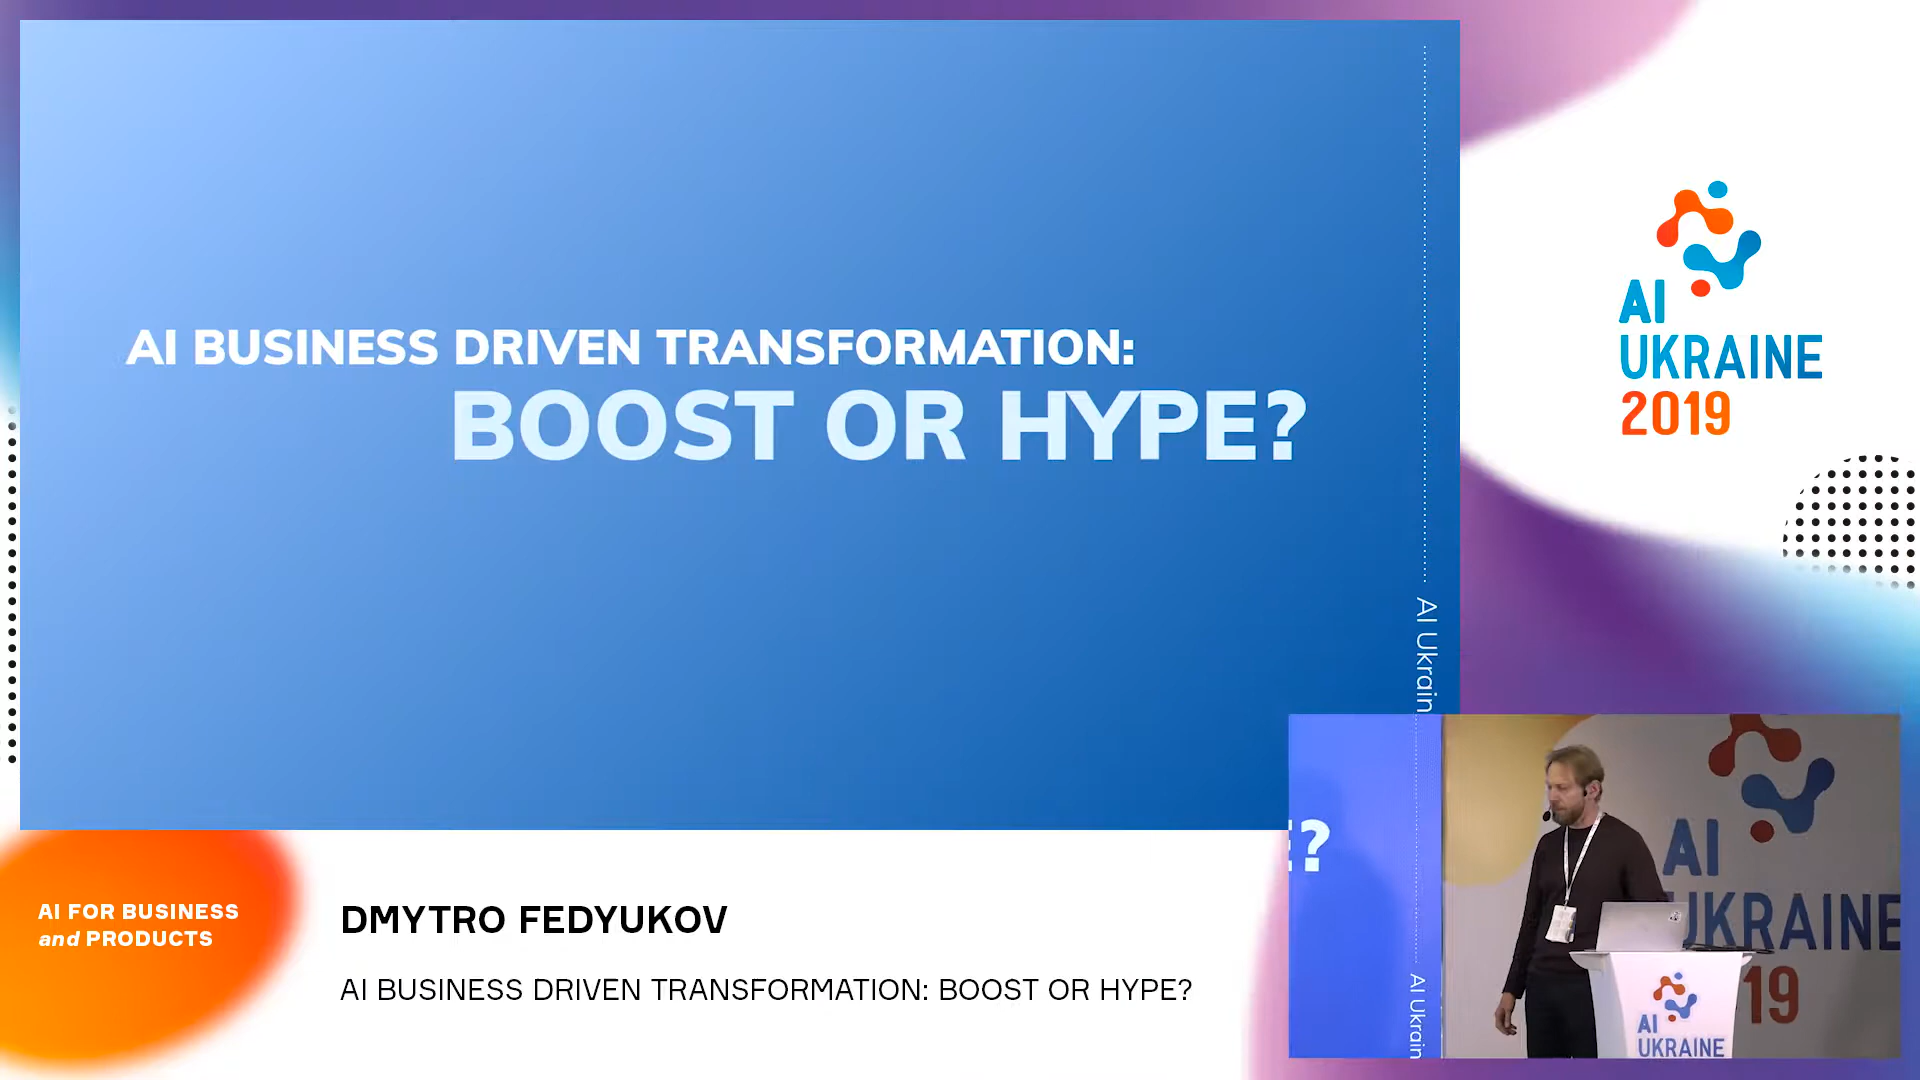 AI BUSINESS DRIVEN TRANSFORMATION:
BOOST OR HYPE?
AI Ukrain
AI
UKRAINE
2019
AI FOR BUSINESS
and PRODUCTS
DMYTRO FEDYUKOV
AI BUSINESS DRIVEN TRANSFORMATION: BOOST OR HYPE?
?
AI Ukrain
AI
UKRAINE
19
AI
UKRAINE